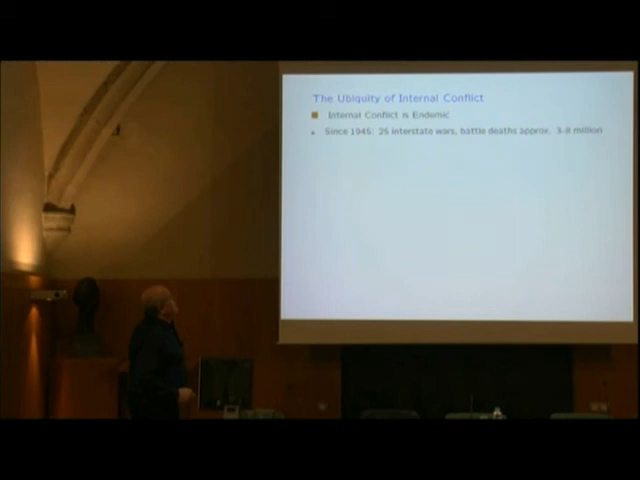 The Ubiquity of Internal Conflict
Internal Conflict is Endemic
Since 1945: 25 interstate wars, battle deaths approx. 3-8 million